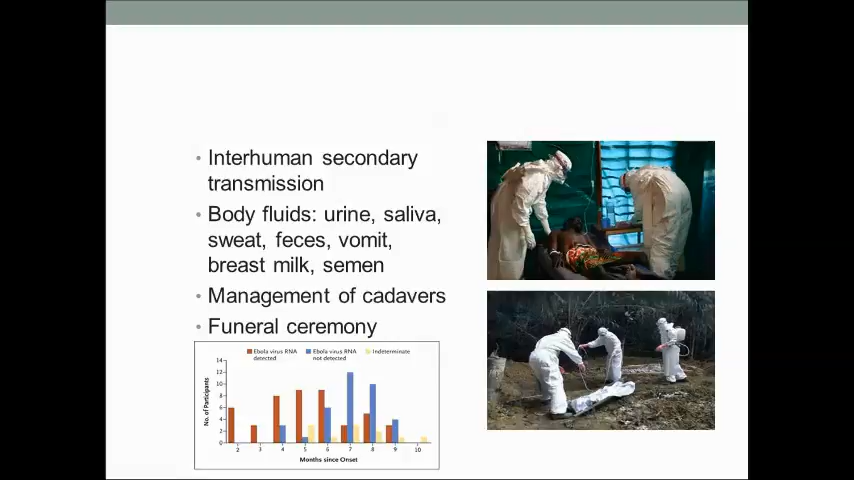 • Interhuman secondary
transmission
• Body fluids: urine, saliva,
sweat, feces, vomit,
breast milk, semen
• Management of cadavers
• Funeral ceremony
Ebola virus RNA detected
Ebola virus RNA not detected
Indeterminate
No. of Participants
14
12
10
8
6
4
2
0
2 3 4 5 6 7 8 9 10
Months since Onset